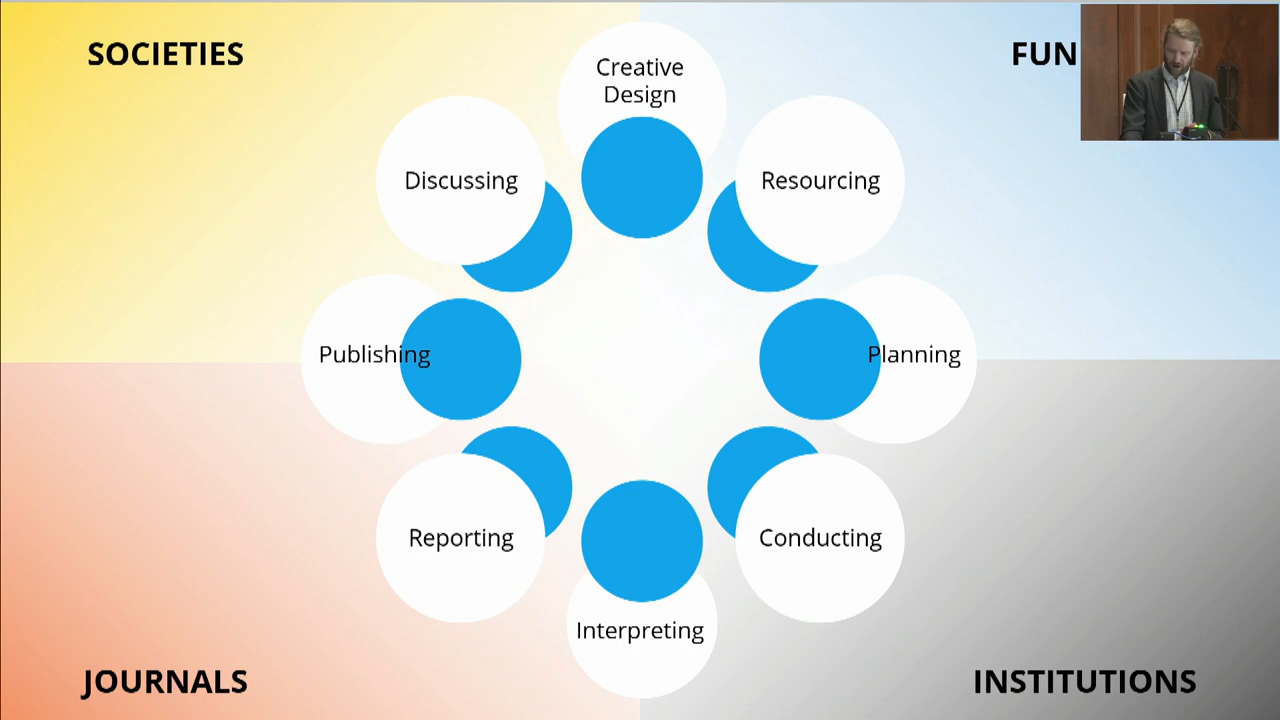 SOCIETIES
FUN
Creative
Design
Discussing
Resourcing
Publishing
Planning
Reporting
Conducting
Interpreting
JOURNALS
INSTITUTIONS